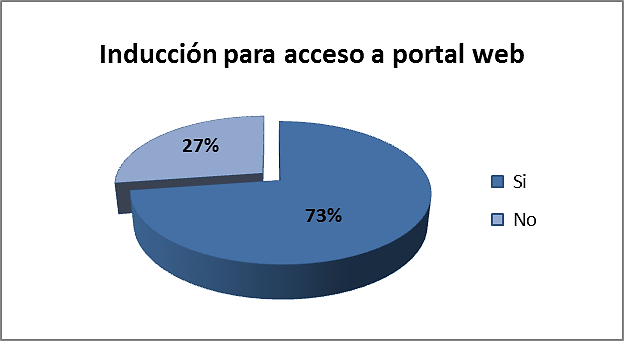 Inducción para acceso a portal web
27%
73%
Si
No